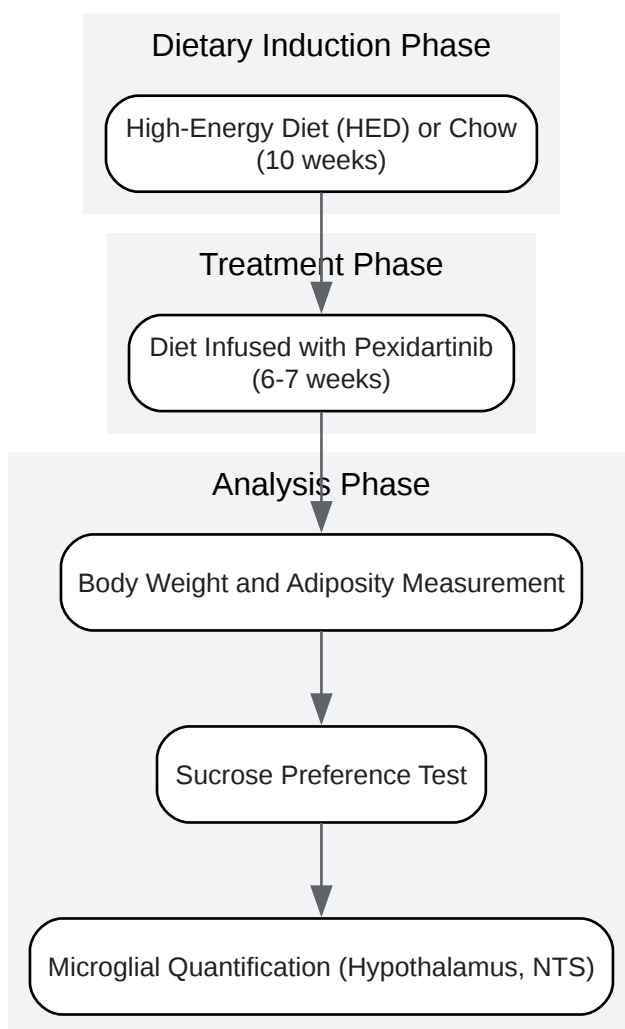 Dietary Induction Phase
High-Energy Diet (HED) or Chow
(10 weeks)
Treatment Phase
Diet Infused with Pexidartinib
(6-7 weeks)
Analysis Phase
Body Weight and Adiposity Measurement
Sucrose Preference Test
Microglial Quantification (Hypothalamus, NTS)